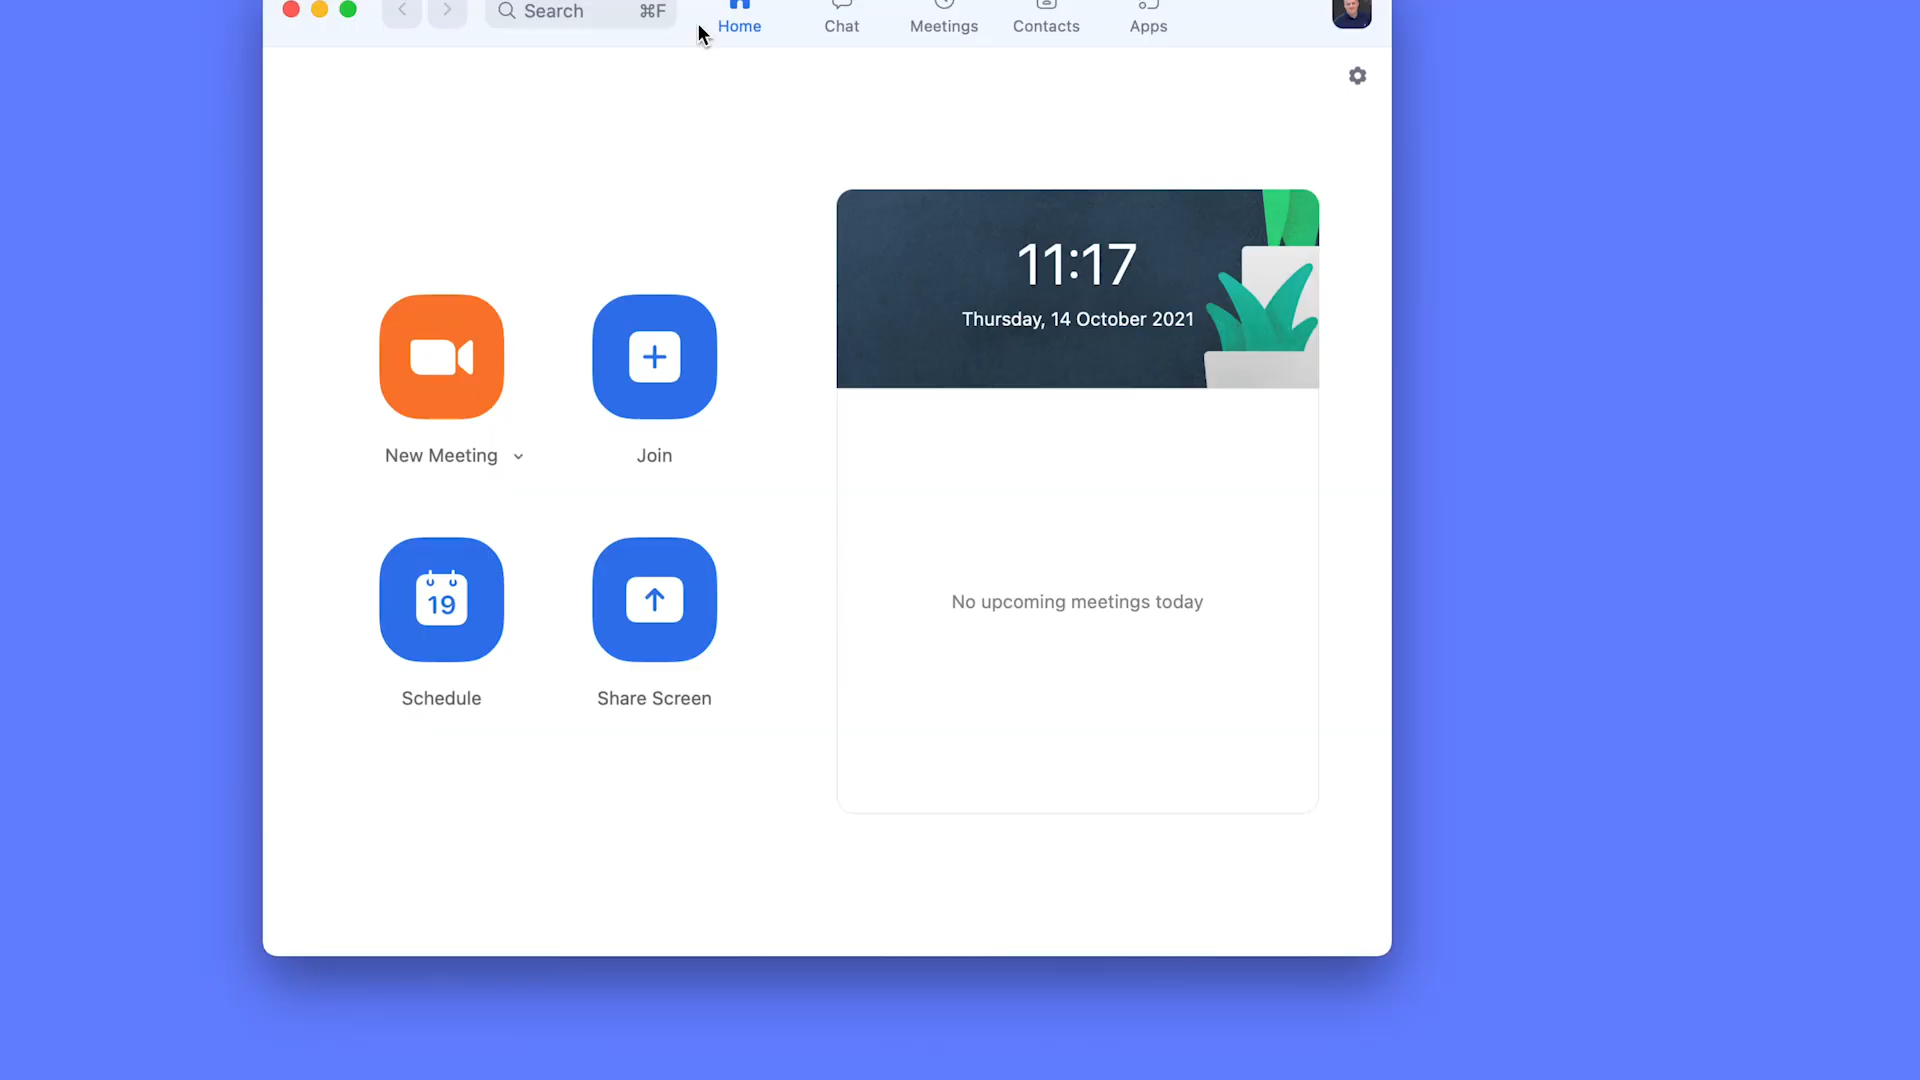 Search ⌘F
Home
Chat
Meetings
Contacts
Apps
11:17
Thursday, 14 October 2021
New Meeting
Join
19
Schedule
Share Screen
No upcoming meetings today